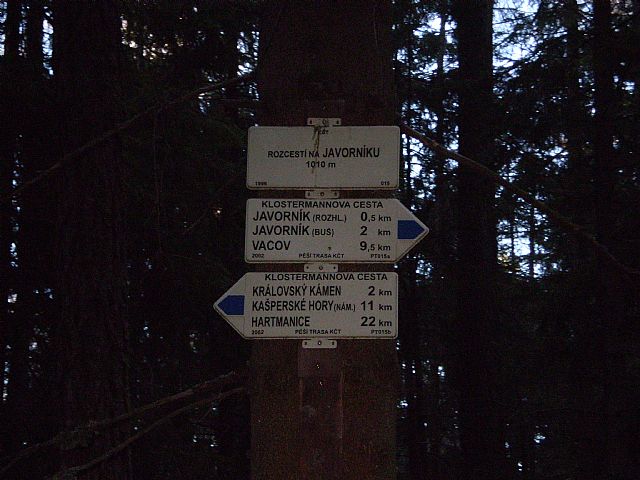 ROZCESTÍ NA JAVORNÍKU
1010 m
1996 015
KLOSTERMANNOVA CESTA
JAVORNÍK (ROZHL.) 0,5 km
JAVORNÍK (BUS) 2 km
VACOV 9,5 km
2002 PĚŠÍ TRASA KČT PT015a
KLOSTERMANNOVA CESTA
KRÁLOVSKÝ KÁMEN 2 km
KAŠPERSKÉ HORY (NÁM.) 11 km
HARTMANICE 22 km
2002 PĚŠÍ TRASA KČT PT015b